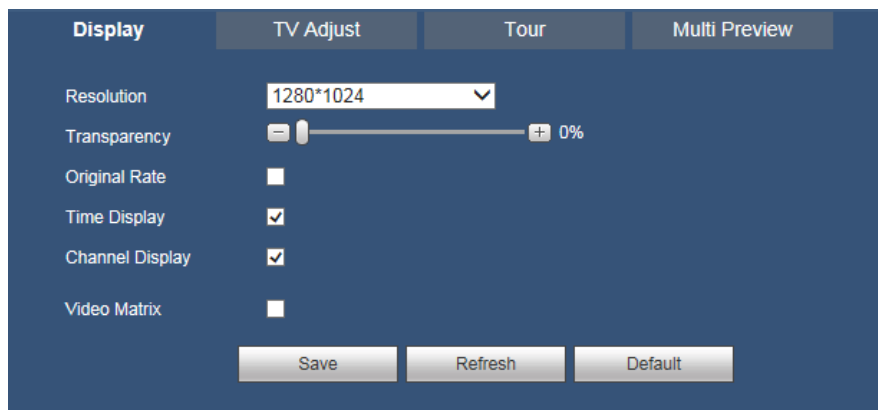 Display TV Adjust Tour Multi Preview
Resolution 1280*1024
Transparency 0%
Original Rate
Time Display
Channel Display
Video Matrix
Save Refresh Default